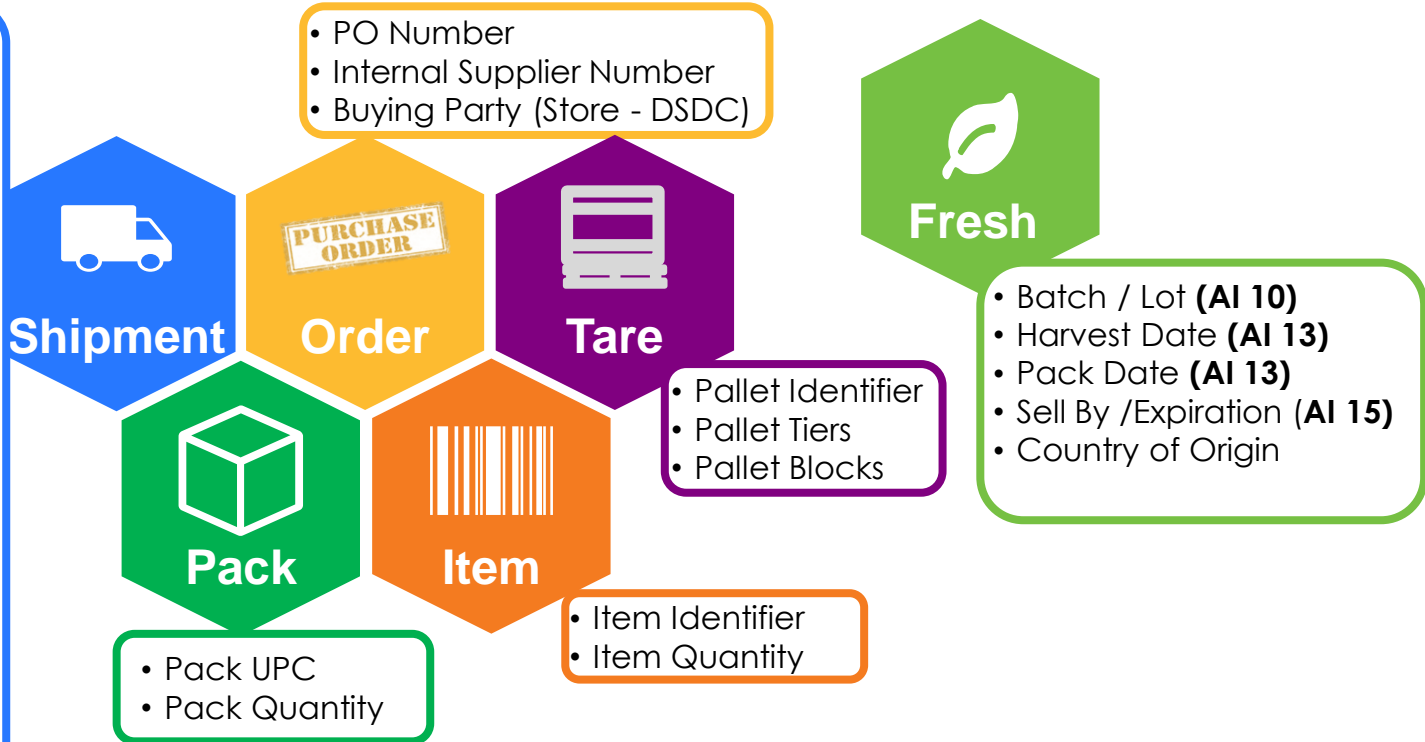 • PO Number
• Internal Supplier Number
• Buying Party (Store - DSDC)
Shipment
PURCHASE
ORDER
Order
Tare
• Pallet Identifier
• Pallet Tiers
• Pallet Blocks
Pack
• Pack UPC
• Pack Quantity
Item
• Item Identifier
• Item Quantity
Fresh
• Batch / Lot (AI 10)
• Harvest Date (AI 13)
• Pack Date (AI 13)
• Sell By /Expiration (AI 15)
• Country of Origin